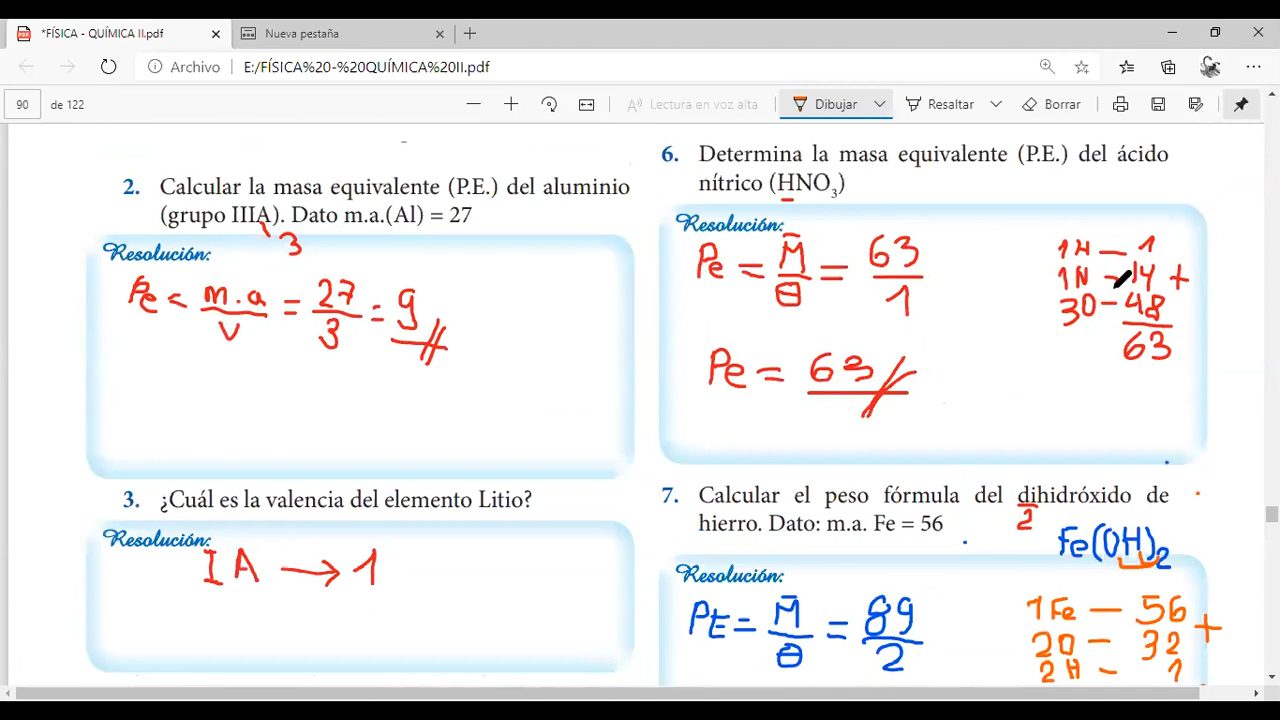 *FÍSICA - QUÍMICA II.pdf
Nueva pestaña
Archivo E:/FÍSICA%20-%20QUÍMICA%20II.pdf
90 de 122
Lectura en voz alta
Dibujar
Resaltar
Borrar
2. Calcular la masa equivalente (P.E.) del aluminio
(grupo IIIA). Dato m.a.(Al) = 27
3
Resolución:
Pe = m.a/V = 27/3 = 9
3. ¿Cuál es la valencia del elemento Litio?
Resolución:
IA → 1
6. Determina la masa equivalente (P.E.) del ácido
nítrico (HNO₃)
Resolución:
Pe = M̄/θ = 63/1
Pe = 63
1H — 1
1N — 14 +
3O — 48
63
7. Calcular el peso fórmula del dihidróxido de
hierro. Dato: m.a. Fe = 56
2
Fe(OH)₂
Resolución:
PE = M̄/θ = 89/2
1Fe — 56
2O — 32 +
2H — 1